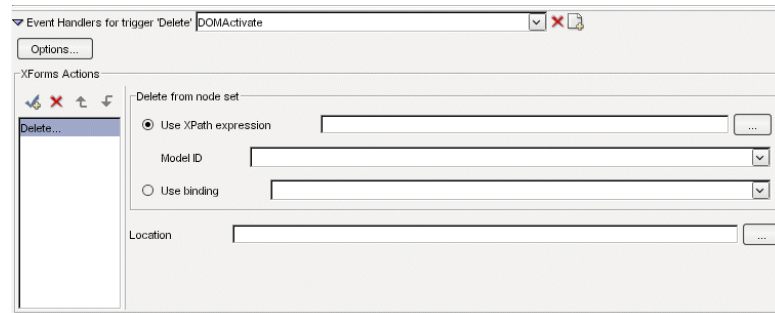 Event Handlers for trigger 'Delete' DOMActivate
Options...
XForms Actions
Delete from node set
Delete...
Use XPath expression
...
Model ID
Use binding
Location
...